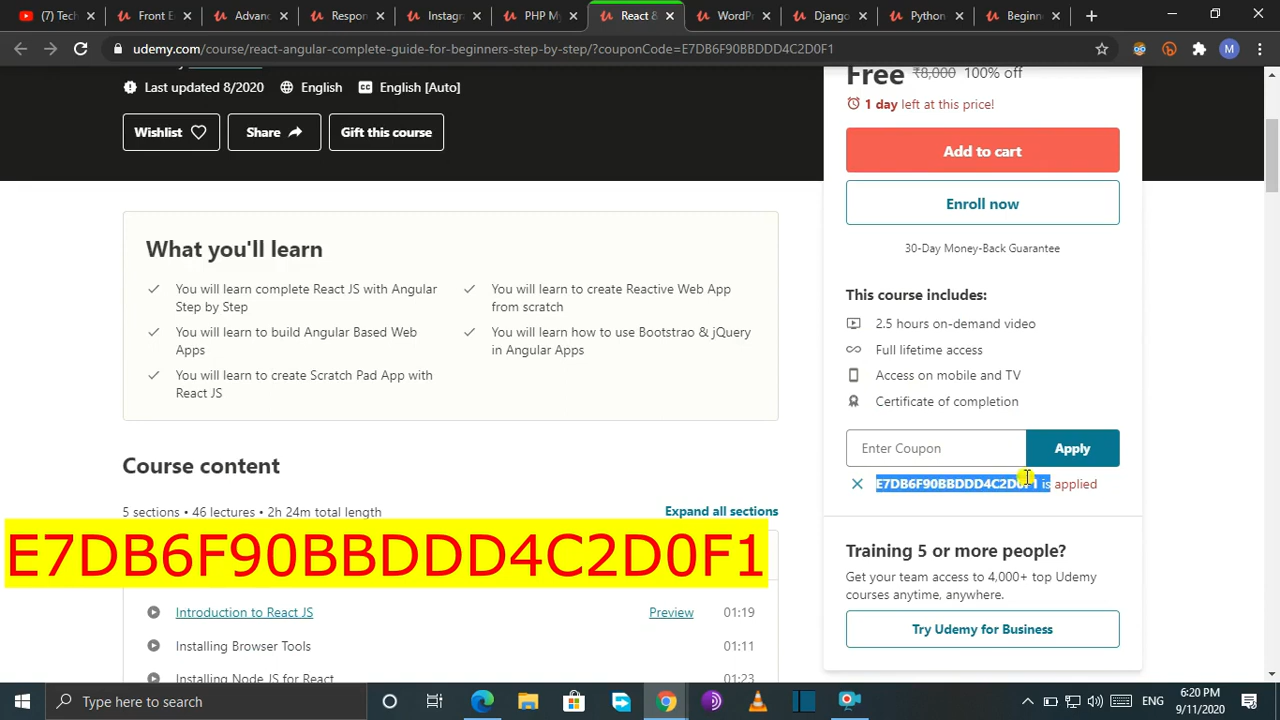 (Tech
Front E
Advanc
Respon
Instagra
PHP My
React &
WordPr
Django
Python
Beginne
udemy.com/course/react-angular-complete-guide-for-beginners-step-by-step/?couponCode=E7DB6F90BBDDD4C2D0F1
M
Last updated 8/2020
English
English [Auto]
Wishlist
Share
Gift this course
Free ₹8,000 100% off
1 day left at this price!
Add to cart
Enroll now
30-Day Money-Back Guarantee
What you'll learn
You will learn complete React JS with Angular
Step by Step
You will learn to build Angular Based Web
Apps
You will learn to create Scratch Pad App with
React JS
You will learn to create Reactive Web App
from scratch
You will learn how to use Bootstrao & jQuery
in Angular Apps
This course includes:
2.5 hours on-demand video
Full lifetime access
Access on mobile and TV
Certificate of completion
Enter Coupon
Apply
E7DB6F90BBDDD4C2D0F1 is applied
Course content
5 sections • 46 lectures • 2h 24m total length
Expand all sections
E7DB6F90BBDDD4C2D0F1
Introduction to React JS
Preview
01:19
Installing Browser Tools
01:11
Installing Node JS for React
01:23
Training 5 or more people?
Get your team access to 4,000+ top Udemy
courses anytime, anywhere.
Try Udemy for Business
Type here to search
ENG
6:20 PM
9/11/2020